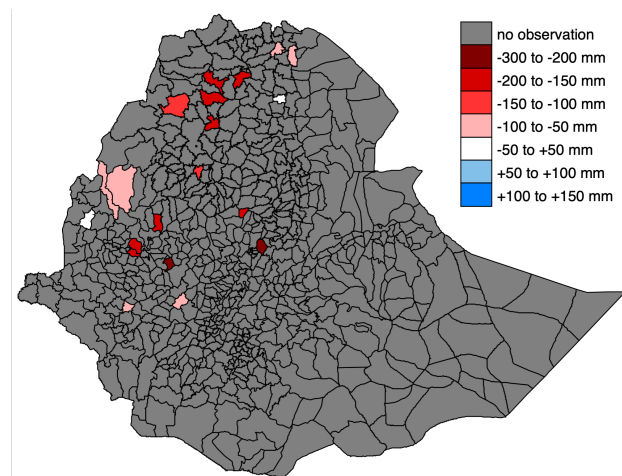 no observation
-300 to -200 mm
-200 to -150 mm
-150 to -100 mm
-100 to -50 mm
-50 to +50 mm
+50 to +100 mm
+100 to +150 mm